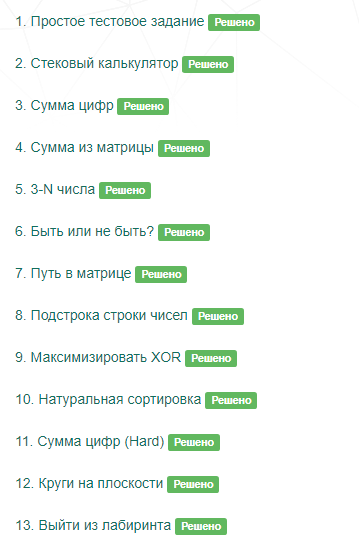 1. Простое тестовое задание Решено
2. Стековый калькулятор Решено
3. Сумма цифр Решено
4. Сумма из матрицы Решено
5. 3-N числа Решено
6. Быть или не быть? Решено
7. Путь в матрице Решено
8. Подстрока строки чисел Решено
9. Максимизировать XOR Решено
10. Натуральная сортировка Решено
11. Сумма цифр (Hard) Решено
12. Круги на плоскости Решено
13. Выйти из лабиринта Решено